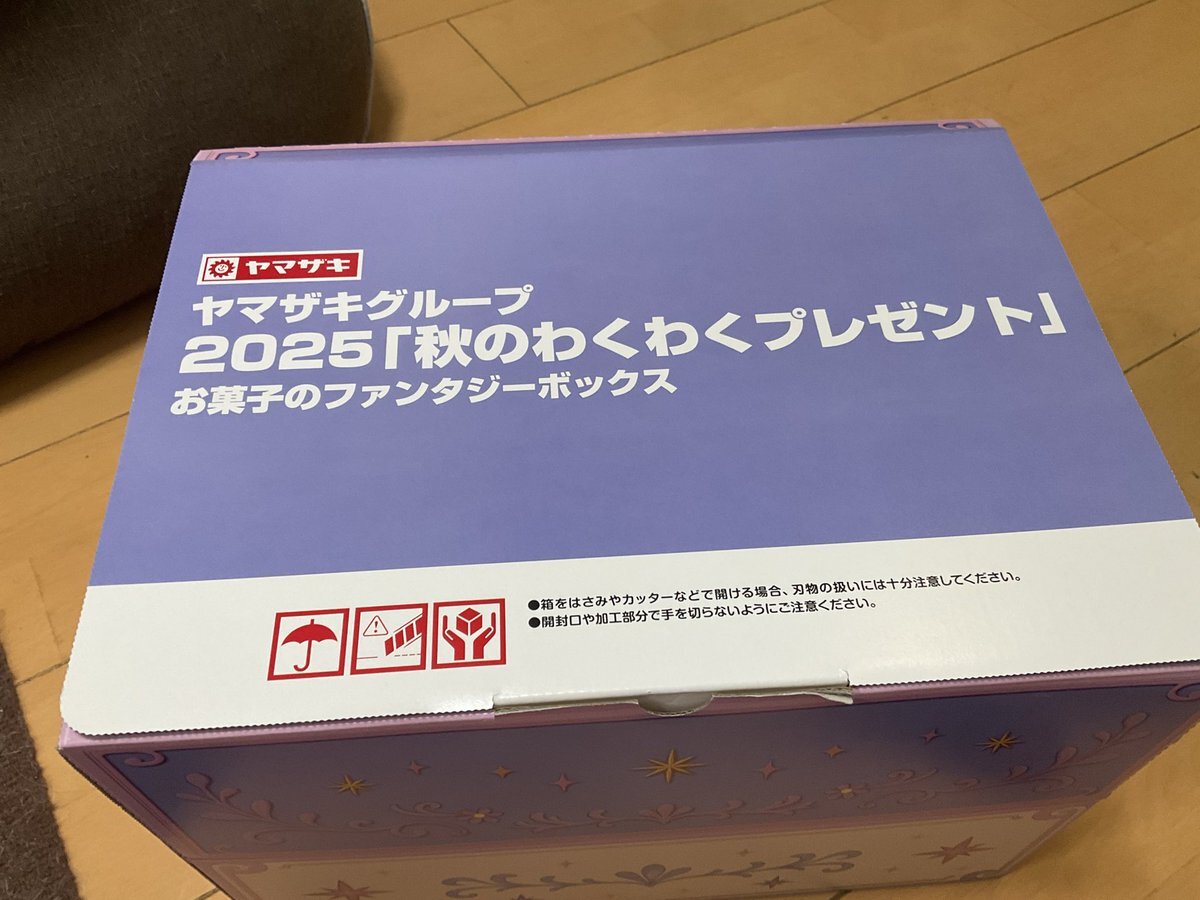 ヤマザキ
ヤマザキグループ
2025「秋のわくわくプレゼント」
お菓子のファンタジーボックス
●箱をはさみやカッターなどで開ける場合、刃物の扱いには十分注意してください。
●開封口や加工部分で手を切らないようにご注意ください。